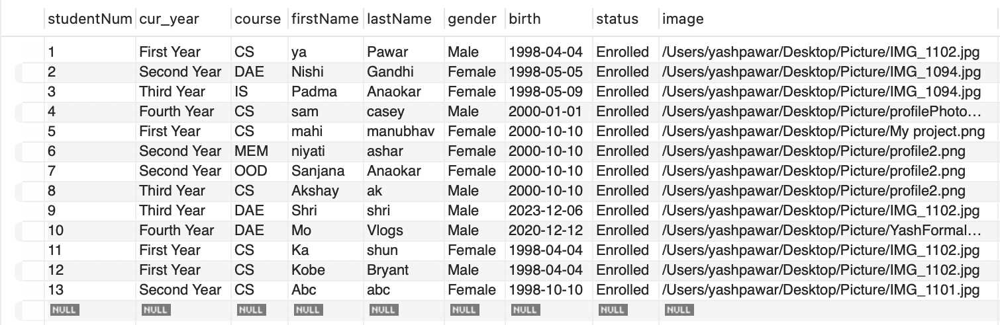 studentNum cur_year course firstName lastName gender birth status image
1 First Year CS ya Pawar Male 1998-04-04 Enrolled /Users/yashpawar/Desktop/Picture/IMG_1102.jpg
2 Second Year DAE Nishi Gandhi Female 1998-05-05 Enrolled /Users/yashpawar/Desktop/Picture/IMG_1094.jpg
3 Third Year IS Padma Anaokar Female 1998-05-09 Enrolled /Users/yashpawar/Desktop/Picture/IMG_1094.jpg
4 Fourth Year CS sam casey Male 2000-01-01 Enrolled /Users/yashpawar/Desktop/Picture/profilePhoto...
5 First Year CS mahi manubhav Female 2000-10-10 Enrolled /Users/yashpawar/Desktop/Picture/My project.png
6 Second Year MEM niyati ashar Female 2000-10-10 Enrolled /Users/yashpawar/Desktop/Picture/profile2.png
7 Second Year OOD Sanjana Anaokar Female 2000-10-10 Enrolled /Users/yashpawar/Desktop/Picture/profile2.png
8 Third Year CS Akshay ak Male 2000-10-10 Enrolled /Users/yashpawar/Desktop/Picture/profile2.png
9 Third Year DAE Shri shri Male 2023-12-06 Enrolled /Users/yashpawar/Desktop/Picture/IMG_1102.jpg
10 Fourth Year DAE Mo Vlogs Male 2020-12-12 Enrolled /Users/yashpawar/Desktop/Picture/YashFormal...
11 First Year CS Ka shun Female 1998-04-04 Enrolled /Users/yashpawar/Desktop/Picture/IMG_1102.jpg
12 First Year CS Kobe Bryant Male 1998-04-04 Enrolled /Users/yashpawar/Desktop/Picture/IMG_1102.jpg
13 Second Year CS Abc abc Female 1998-10-10 Enrolled /Users/yashpawar/Desktop/Picture/IMG_1101.jpg
NULL NULL NULL NULL NULL NULL NULL NULL NULL